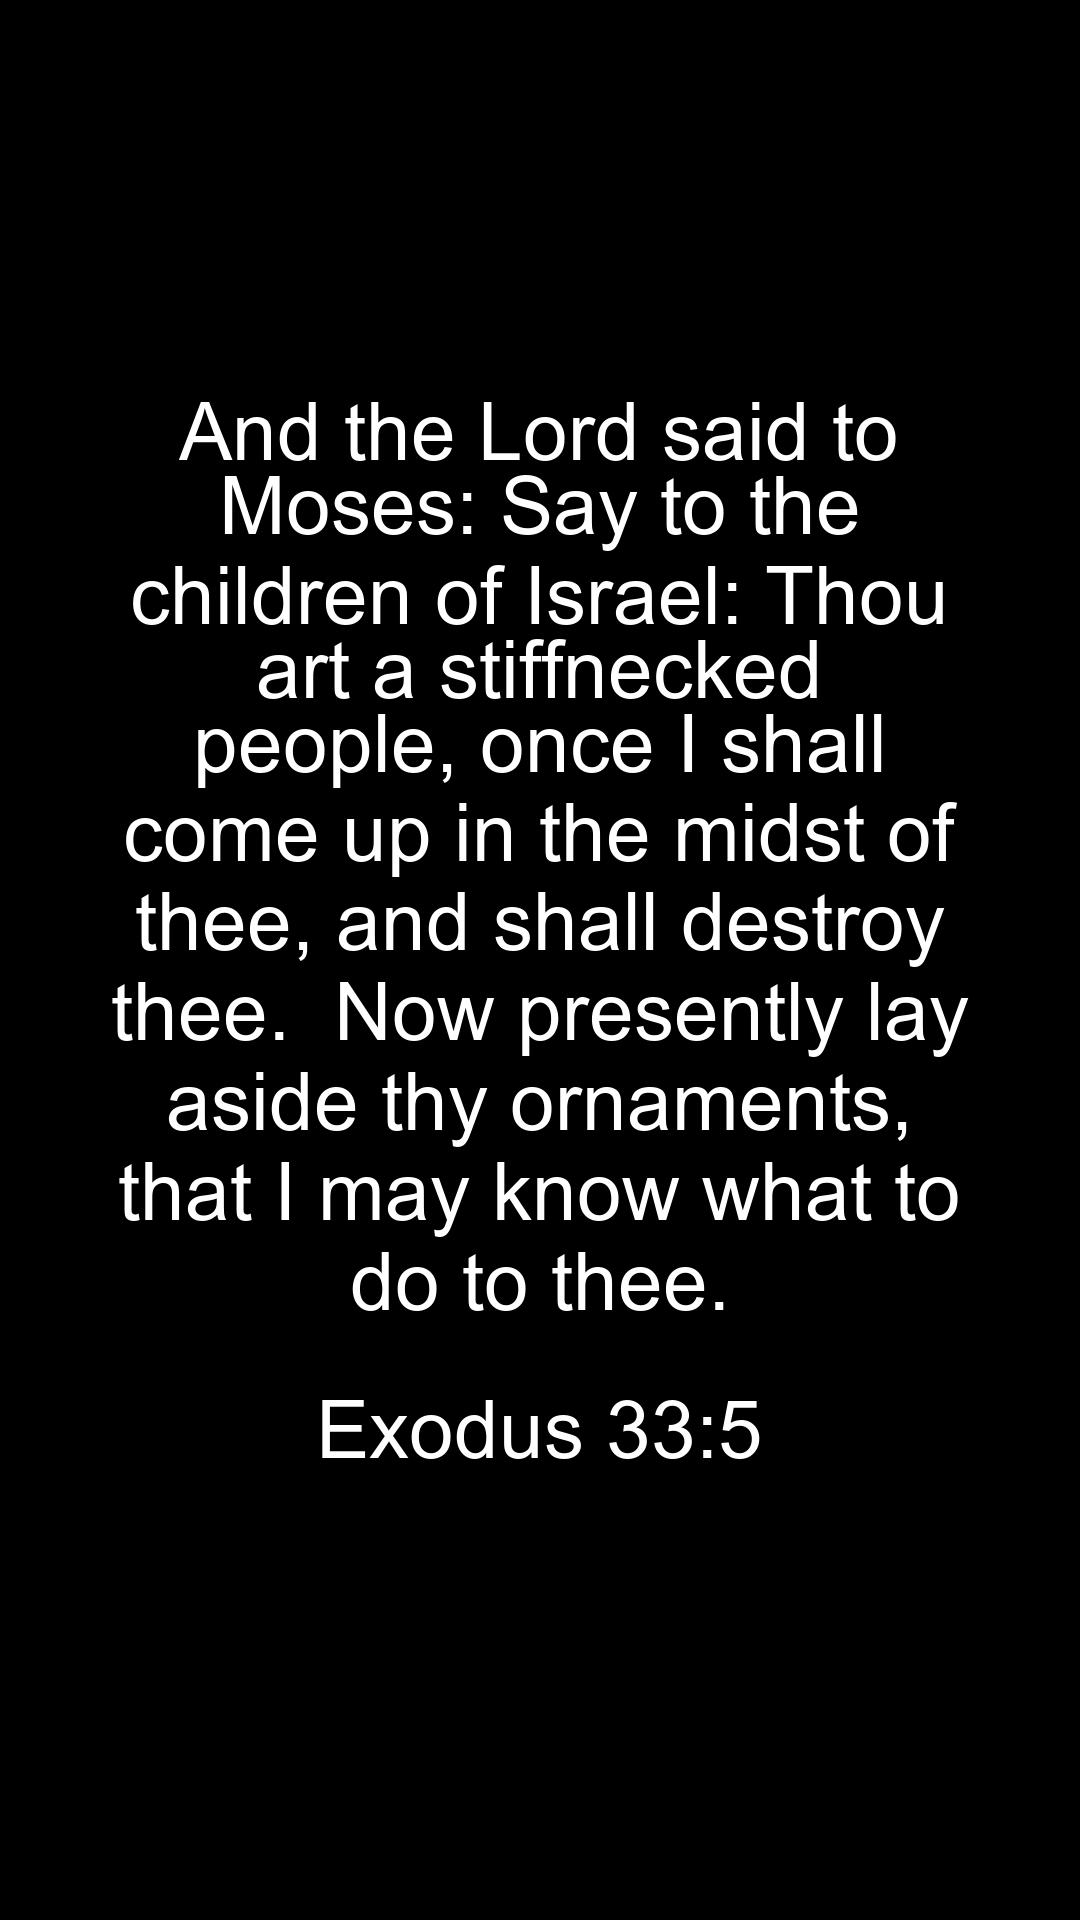 And the Lord said to
Moses: Say to the
children of Israel: Thou
art a stiffnecked
people, once I shall
come up in the midst of
thee, and shall destroy
thee.  Now presently lay
aside thy ornaments,
that I may know what to
do to thee.
Exodus 33:5